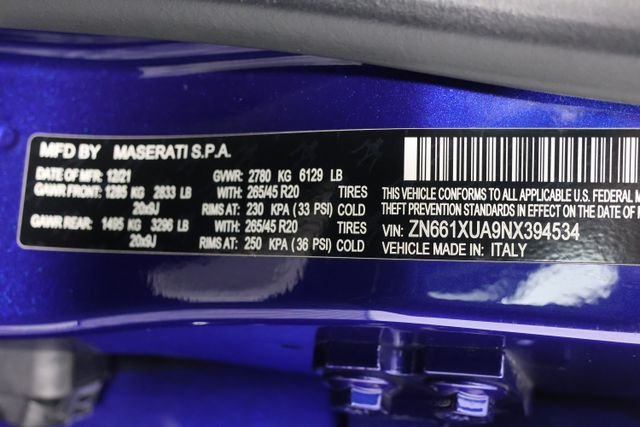 MFD BY MASERATI S.P.A.
DATE OF MFR 12/21 GVWR: 2780 KG 6129 LB
GAWR FRONT: 1285 KG 2833 LB WITH: 265/45 R20 TIRES
20x9J RIMS AT: 230 KPA (33 PSI) COLD
GAWR REAR: 1495 KG 3296 LB WITH: 265/45 R20 TIRES
20x9J RIMS AT: 250 KPA (36 PSI) COLD
THIS VEHICLE CONFORMS TO ALL APPLICABLE U.S. FEDERAL
THEFT PREVENTION STANDARDS IN EFFECT ON THE DATE OF
VIN: ZN661XUA9NX394534
VEHICLE MADE IN: ITALY